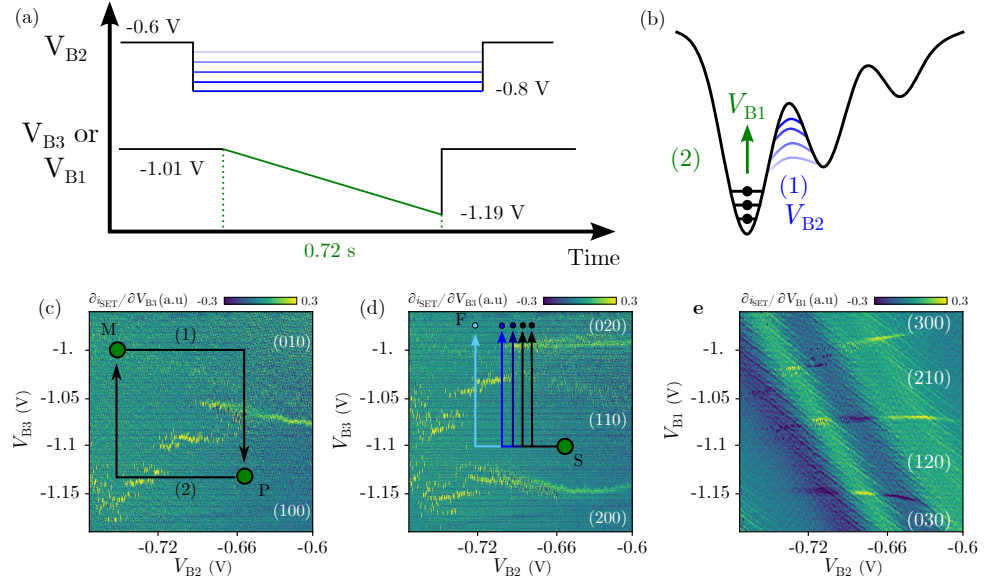 (a)
-0.6 V
V_B2
-0.8 V
V_B3 or
V_B1
-1.01 V
-1.19 V
0.72 s
Time
(b)
V_B1
(2)
(1)
V_B2
(c)
∂i_SET/∂V_B3 (a.u) -0.3 0.3
M
(1)
(010)
-1.
-1.05
-1.1
-1.15
V_B3 (V)
(2)
P
(100)
-0.72 -0.66 -0.6
V_B2 (V)
(d)
∂i_SET/∂V_B3 (a.u) -0.3 0.3
F
(020)
-1.
-1.05
-1.1
-1.15
V_B3 (V)
(110)
S
(200)
-0.72 -0.66 -0.6
V_B2 (V)
e
∂i_SET/∂V_B1 (a.u) -0.3 0.3
(300)
-1.
-1.05
-1.1
-1.15
V_B1 (V)
(210)
(120)
(030)
-0.72 -0.66 -0.6
V_B2 (V)